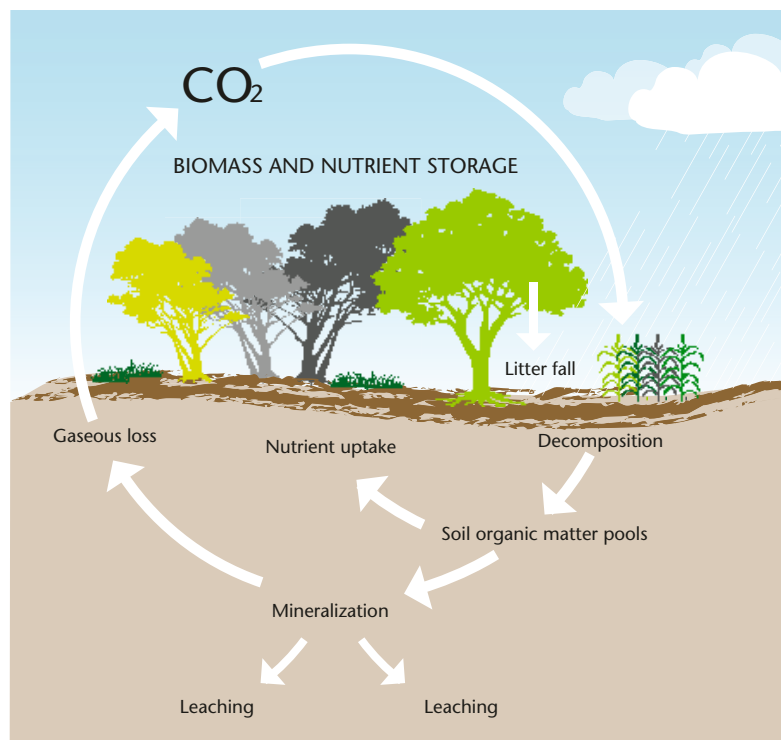 CO₂
BIOMASS AND NUTRIENT STORAGE
Litter fall
Gaseous loss
Nutrient uptake
Decomposition
Soil organic matter pools
Mineralization
Leaching
Leaching